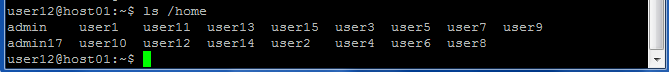 user12@host01:~$ ls /home
admin user1 user11 user13 user15 user3 user5 user7 user9
admin17 user10 user12 user14 user2 user4 user6 user8
user12@host01:~$